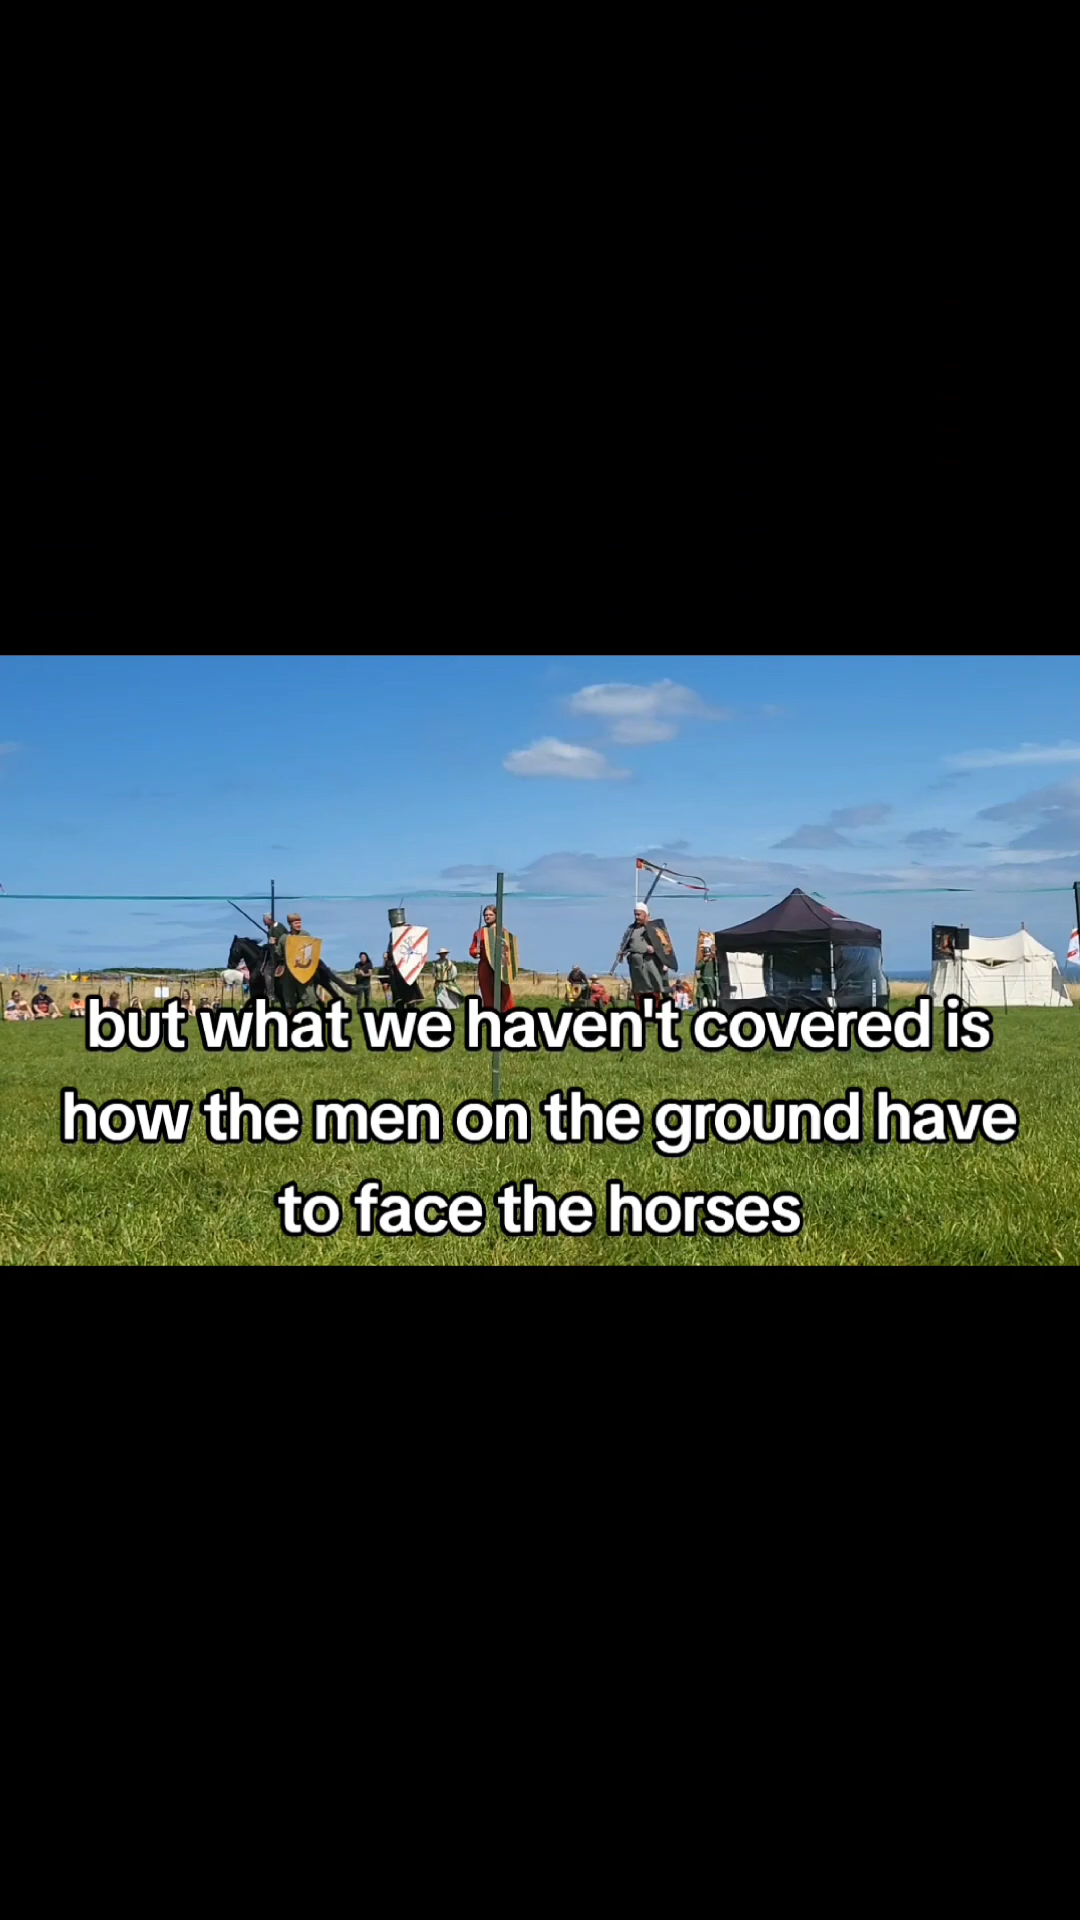 but what we haven't covered is
how the men on the ground have
to face the horses